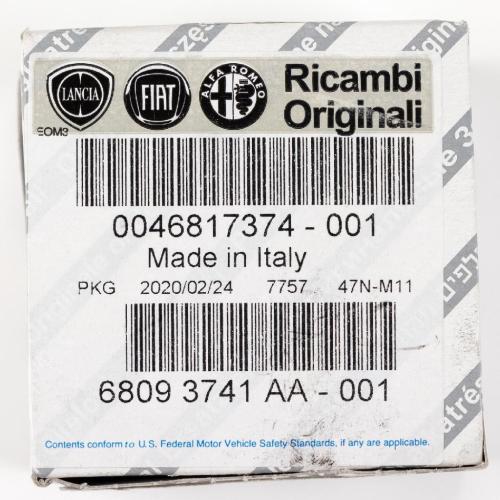 LANCIA FIAT ALFA ROMEO Ricambi
Originali
EOM3
0046817374 - 001
Made in Italy
PKG 2020/02/24 7757 47N-M11
6809 3741 AA - 001
Contents conform to U.S. Federal Motor Vehicle Safety Standards, if any are applicable.